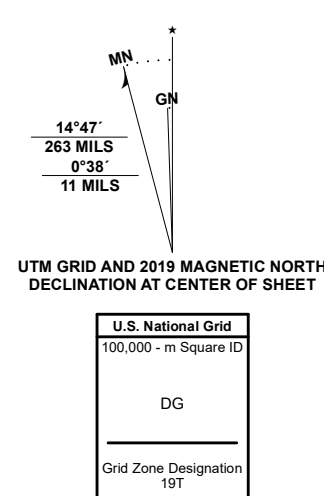 ★
MN
GN
14°47´
263 MILS
0°38´
11 MILS
UTM GRID AND 2019 MAGNETIC NORTH
DECLINATION AT CENTER OF SHEET
U.S. National Grid
100,000 - m Square ID
DG
Grid Zone Designation
19T